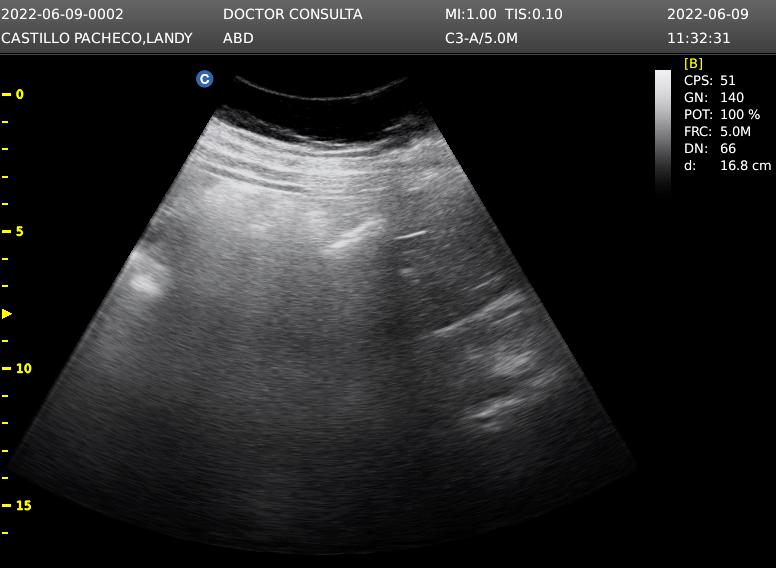 2022-06-09-0002 DOCTOR CONSULTA MI:1.00 TIS:0.10 2022-06-09
CASTILLO PACHECO,LANDY ABD C3-A/5.0M 11:32:31
C
[B]
CPS: 51
GN: 140
POT: 100 %
FRC: 5.0M
DN: 66
d: 16.8 cm
0
5
10
15